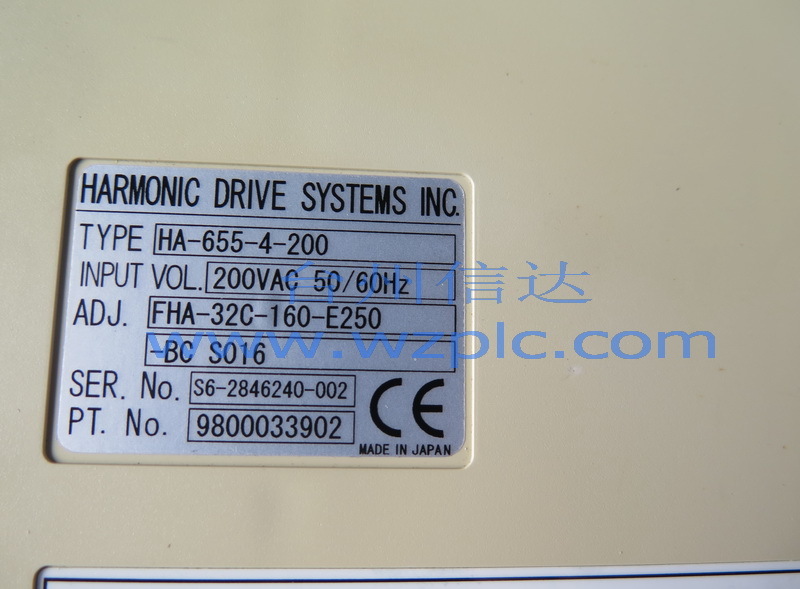 HARMONIC DRIVE SYSTEMS INC.
TYPE HA-655-4-200
INPUT VOL. 200VAC 50/60Hz
台州信达
ADJ. FHA-32C-160-E250
www.wzplc.com
-BC S016
SER. No. S6-2846240-002
PT. No. 9800033902
CE
MADE IN JAPAN